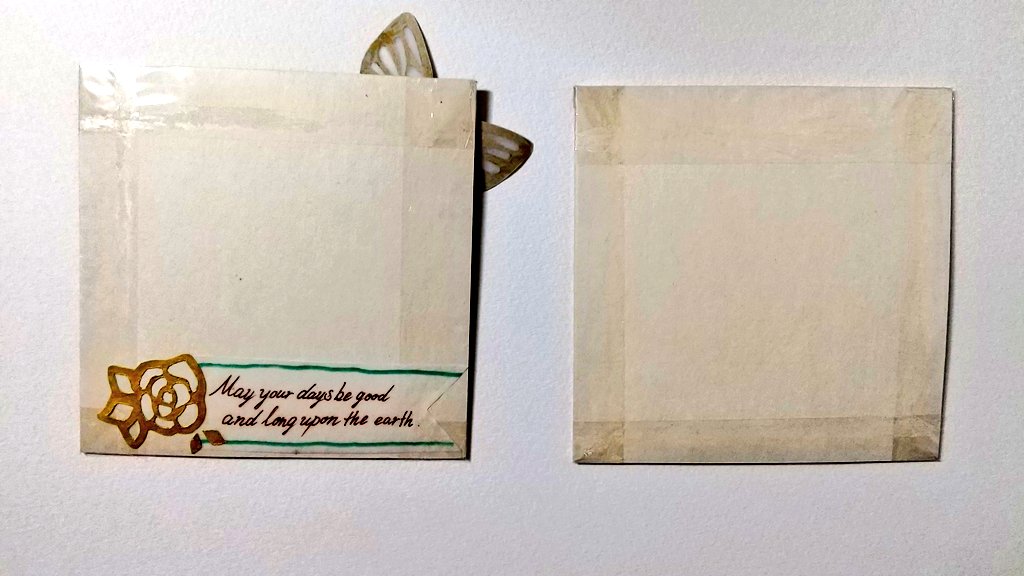 May your days be good
and long upon the earth.